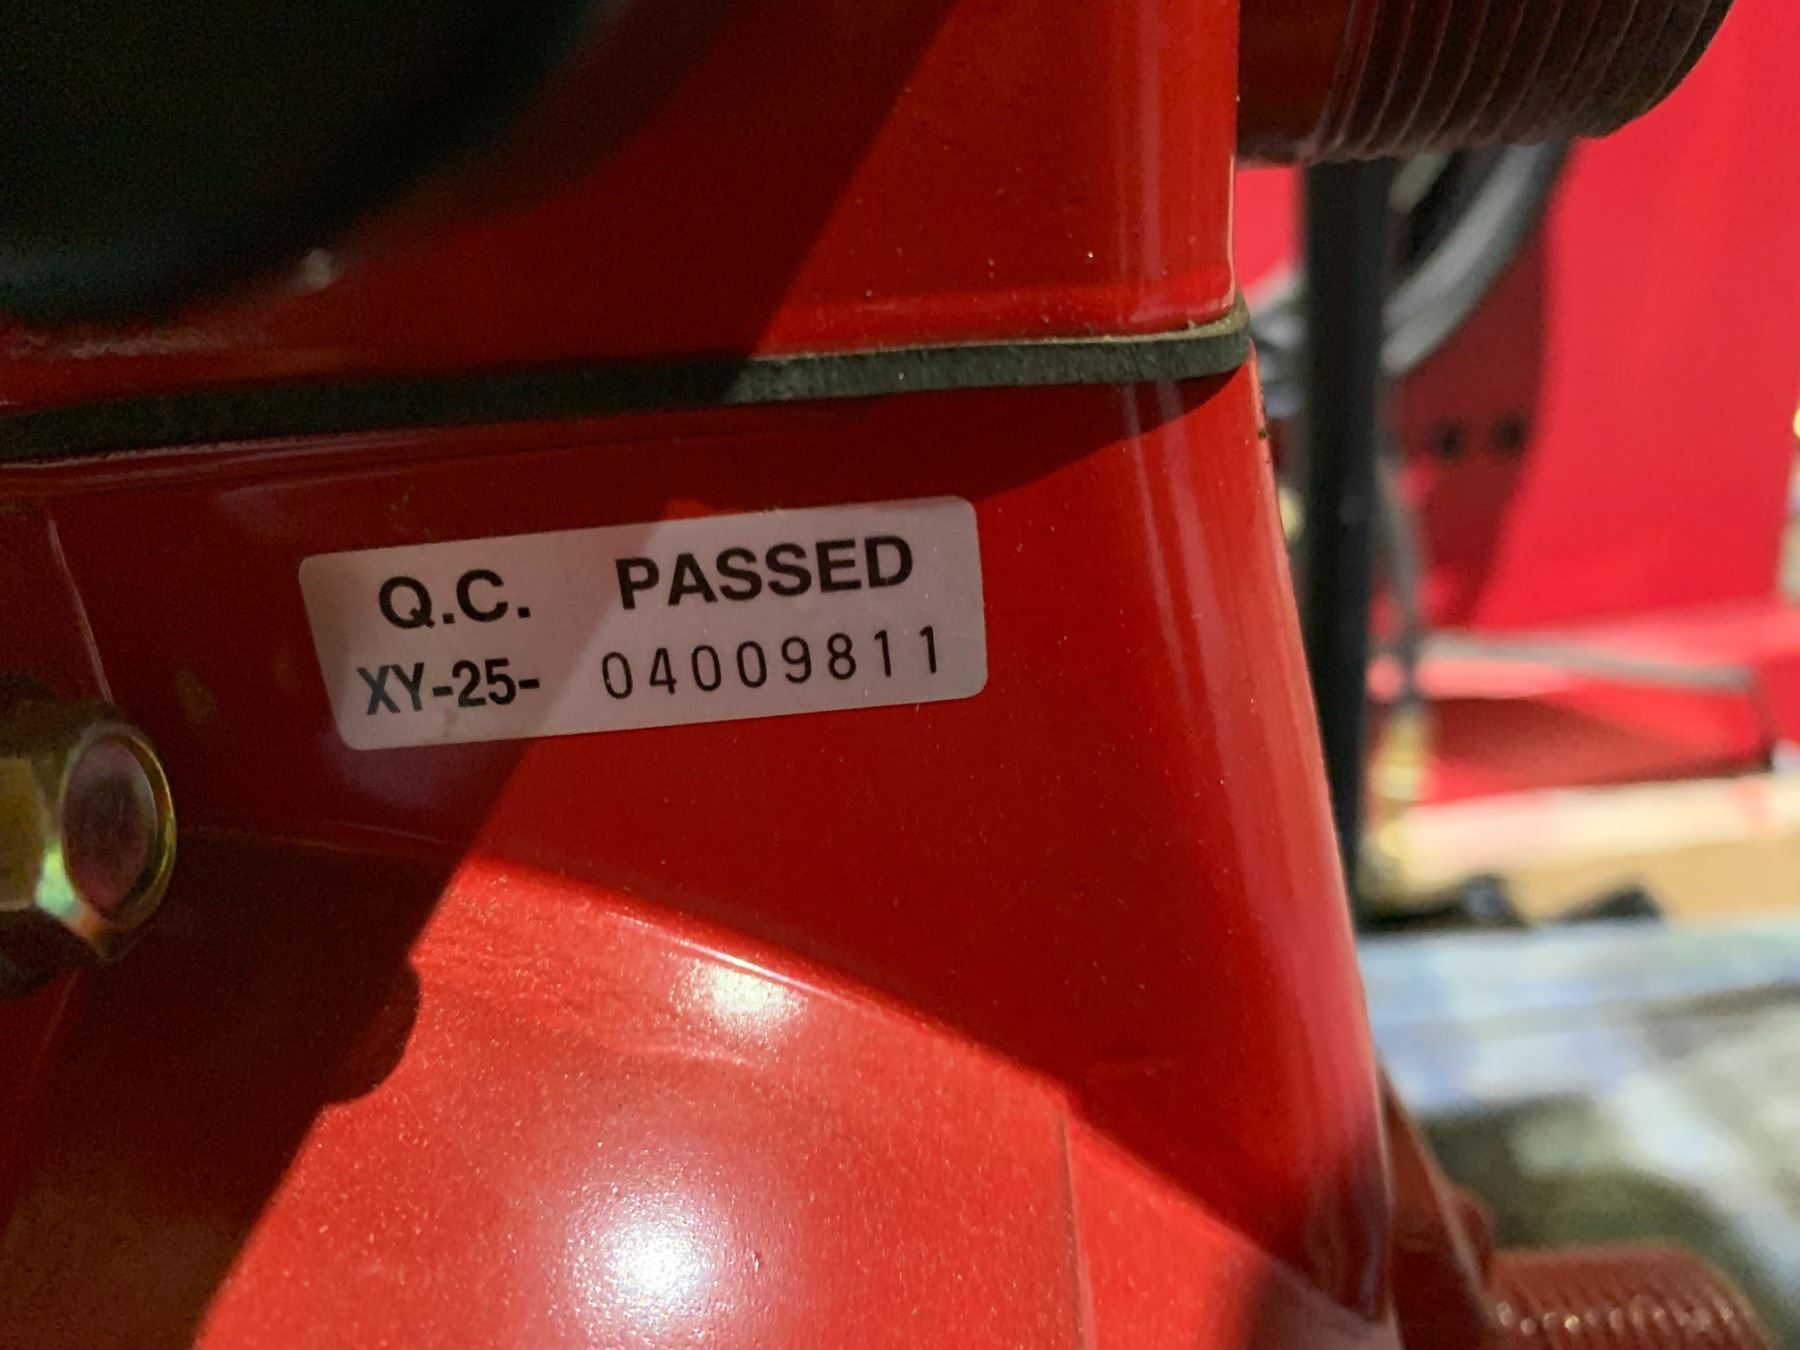 Q.C. PASSED
XY-25- 04009811